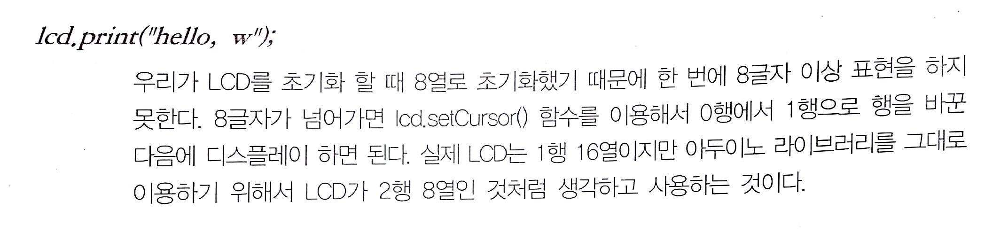 lcd.print("hello, w");
우리가 LCD를 초기화 할 때 8열로 초기화했기 때문에 한 번에 8글자 이상 표현을 하지
못한다. 8글자가 넘어가면 lcd.setCursor() 함수를 이용해서 0행에서 1행으로 행을 바꾼
다음에 디스플레이 하면 된다. 실제 LCD는 1행 16열이지만 아두이노 라이브러리를 그대로
이용하기 위해서 LCD가 2행 8열인 것처럼 생각하고 사용하는 것이다.